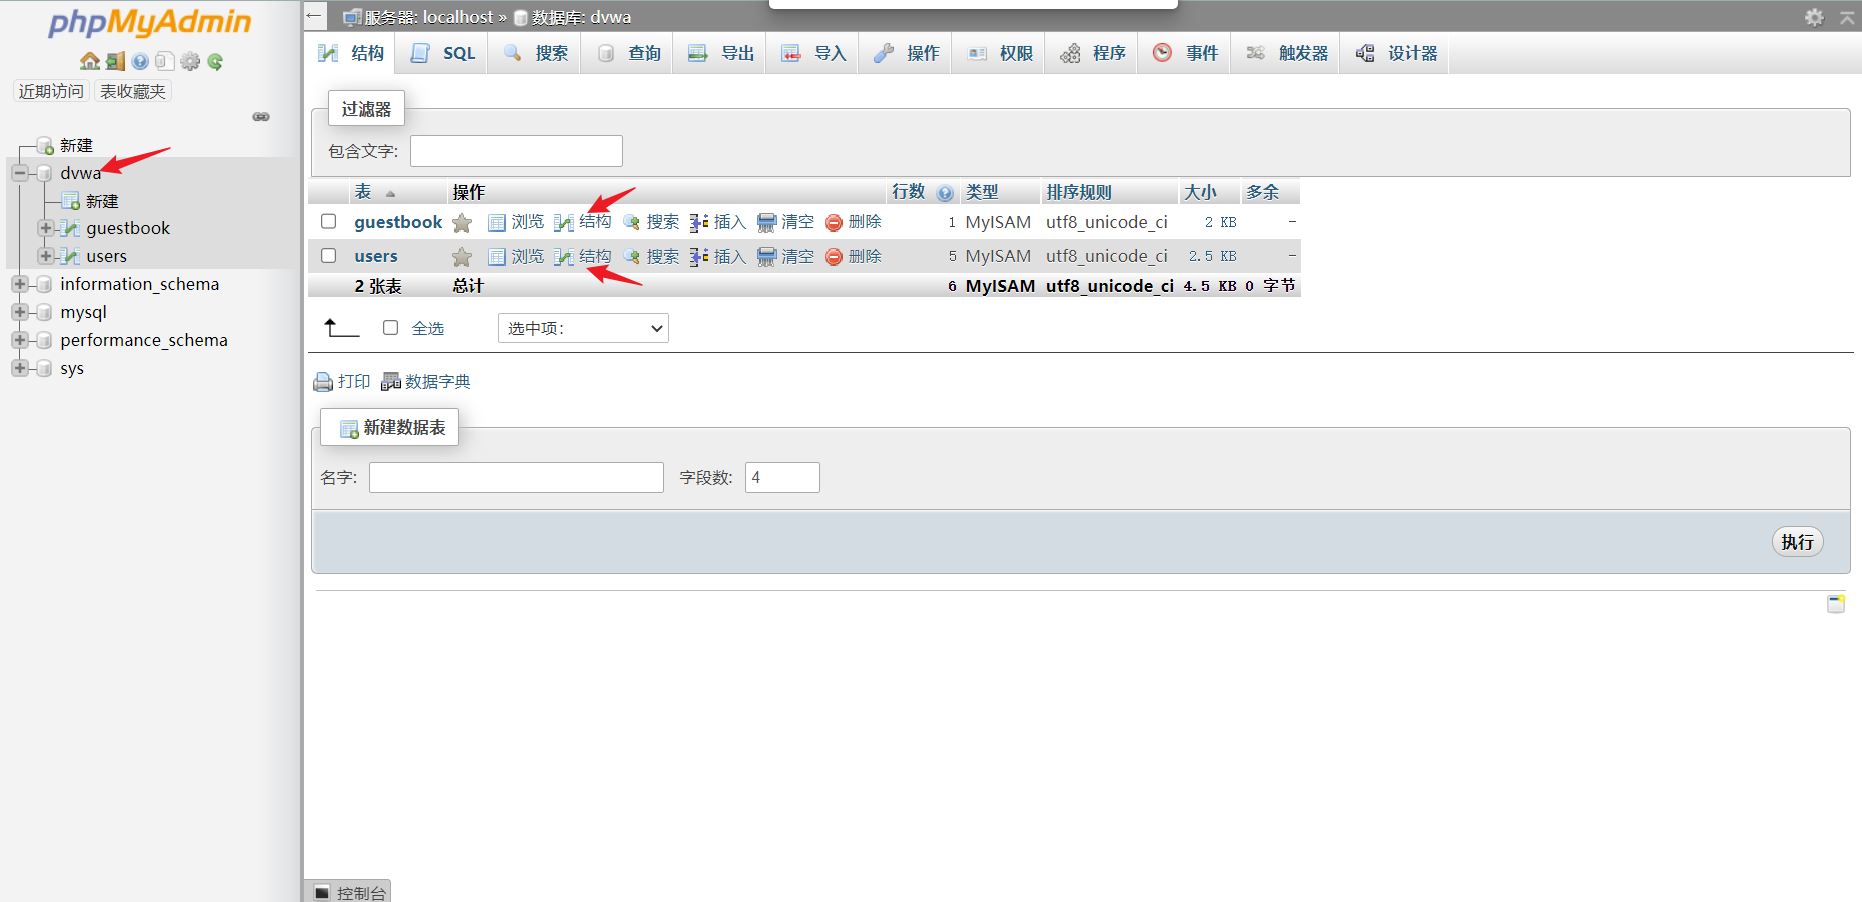 phpMyAdmin
近期访问 表收藏夹
新建
dvwa
新建
guestbook
users
information_schema
mysql
performance_schema
sys
服务器: localhost » 数据库: dvwa
结构 SQL 搜索 查询 导出 导入 操作 权限 程序 事件 触发器 设计器
过滤器
包含文字:
表 操作 行数 类型 排序规则 大小 多余
guestbook 浏览 结构 搜索 插入 清空 删除 1 MyISAM utf8_unicode_ci 2 KB -
users 浏览 结构 搜索 插入 清空 删除 5 MyISAM utf8_unicode_ci 2.5 KB -
2 张表 总计 6 MyISAM utf8_unicode_ci 4.5 KB 0 字节
全选 选中项:
打印 数据字典
新建数据表
名字: 字段数: 4
执行
控制台